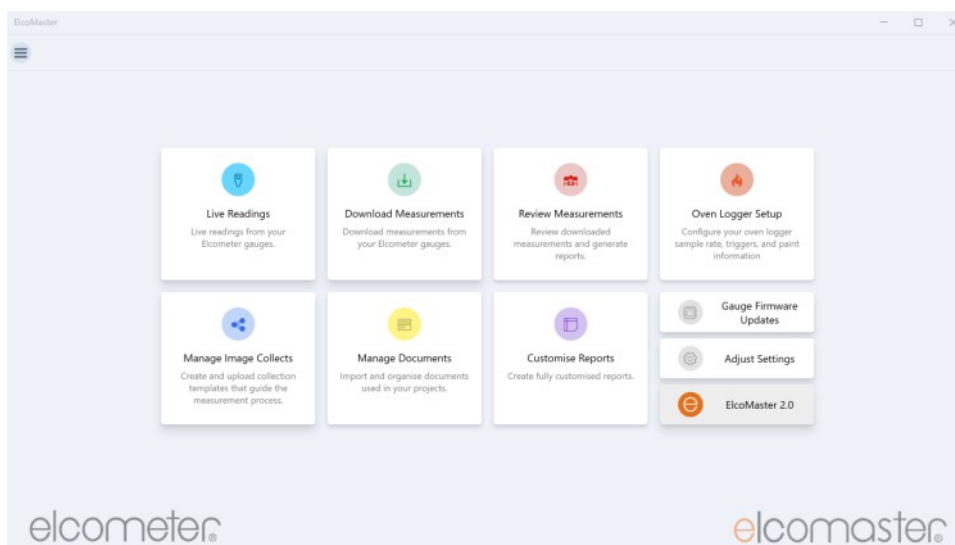 ElcoMaster
Live Readings
Live readings from your
Elcometer gauges.
Download Measurements
Download measurements from
your Elcometer gauges.
Review Measurements
Review downloaded
measurements and generate
reports.
Oven Logger Setup
Configure your oven logger
sample rate, triggers, and paint
information
Manage Image Collects
Create and upload collection
templates that guide the
measurement process.
Manage Documents
Import and organise documents
used in your projects.
Customise Reports
Create fully customised reports.
Gauge Firmware
Updates
Adjust Settings
ElcoMaster 2.0
elcometer®
elcomaster®